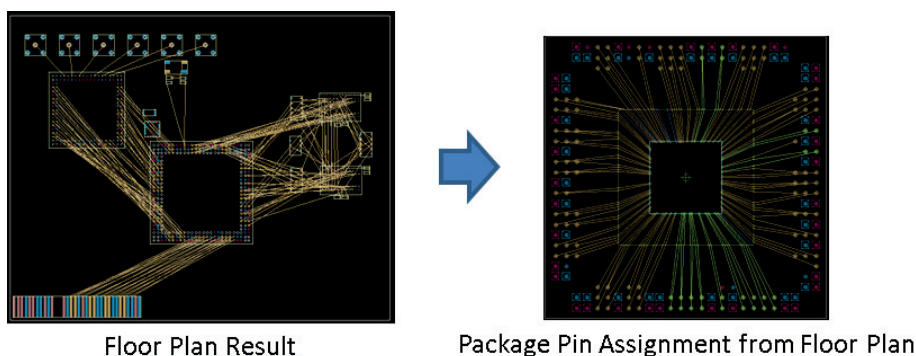 Floor Plan Result
Package Pin Assignment from Floor Plan